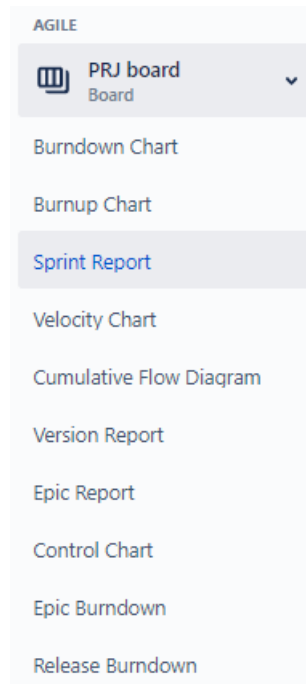 AGILE
PRJ board
Board
Burndown Chart
Burnup Chart
Sprint Report
Velocity Chart
Cumulative Flow Diagram
Version Report
Epic Report
Control Chart
Epic Burndown
Release Burndown